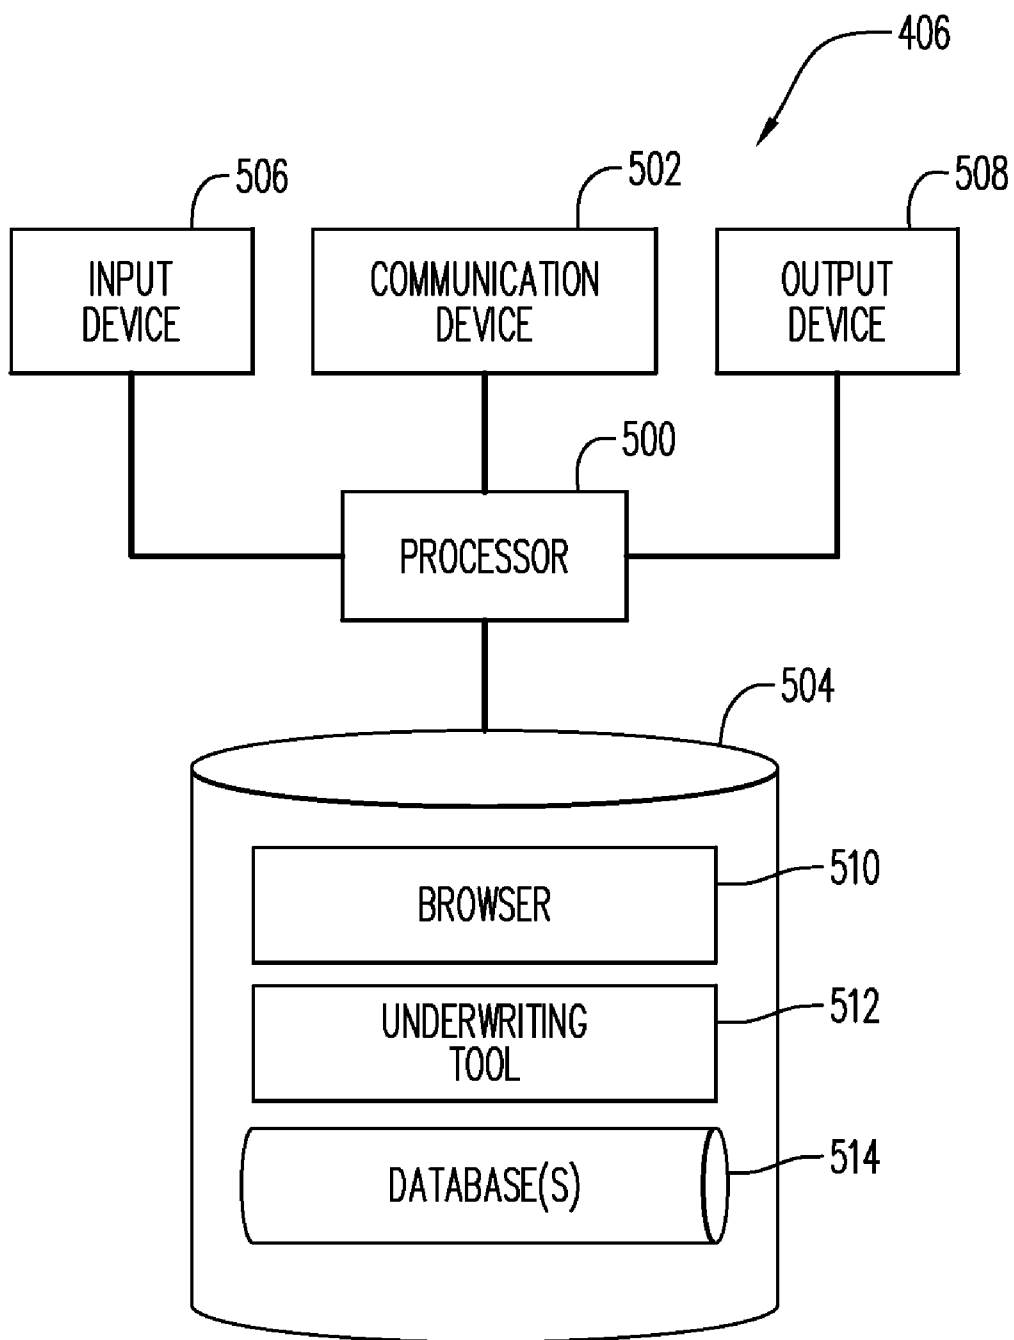 406
506
502
508
INPUT
DEVICE
COMMUNICATION
DEVICE
OUTPUT
DEVICE
500
PROCESSOR
504
BROWSER
510
UNDERWRITING
TOOL
512
DATABASE(S)
514